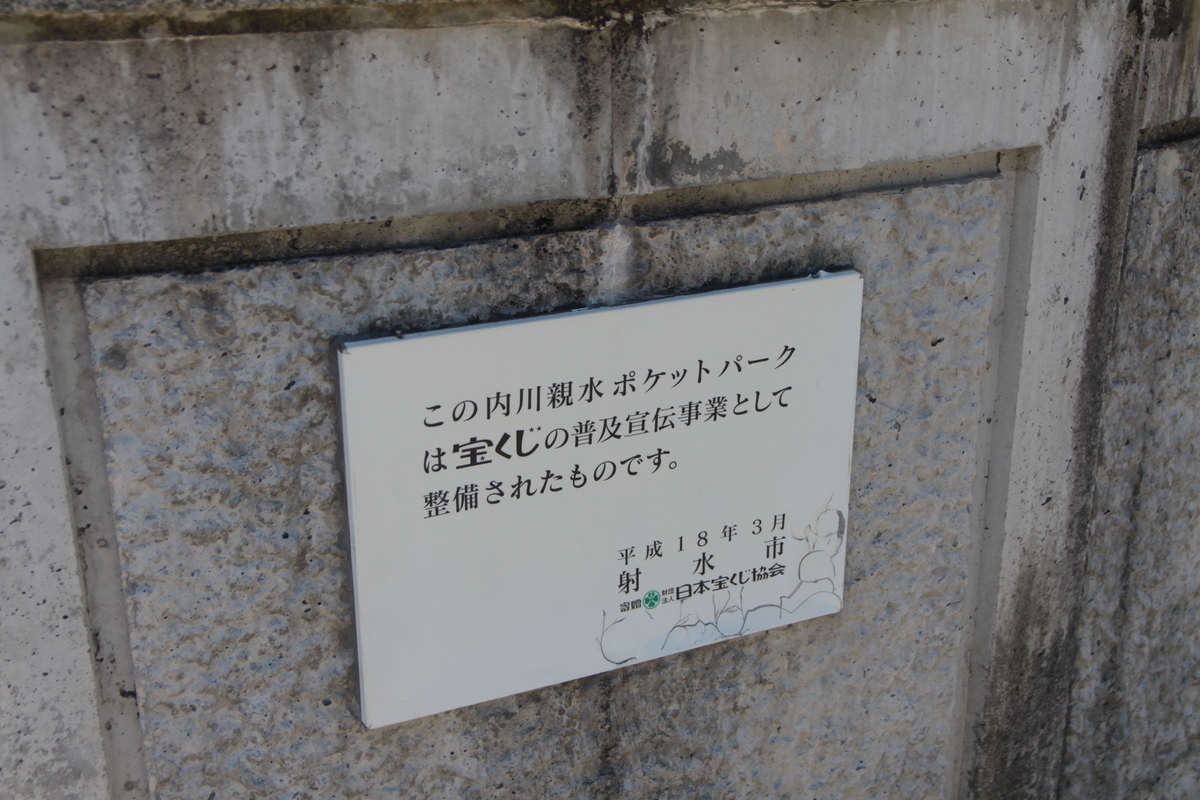 この内川親水ポケットパーク
は宝くじの普及宣伝事業として
整備されたものです。
平成18年3月
射水市
寄贈 財団法人 日本宝くじ協会